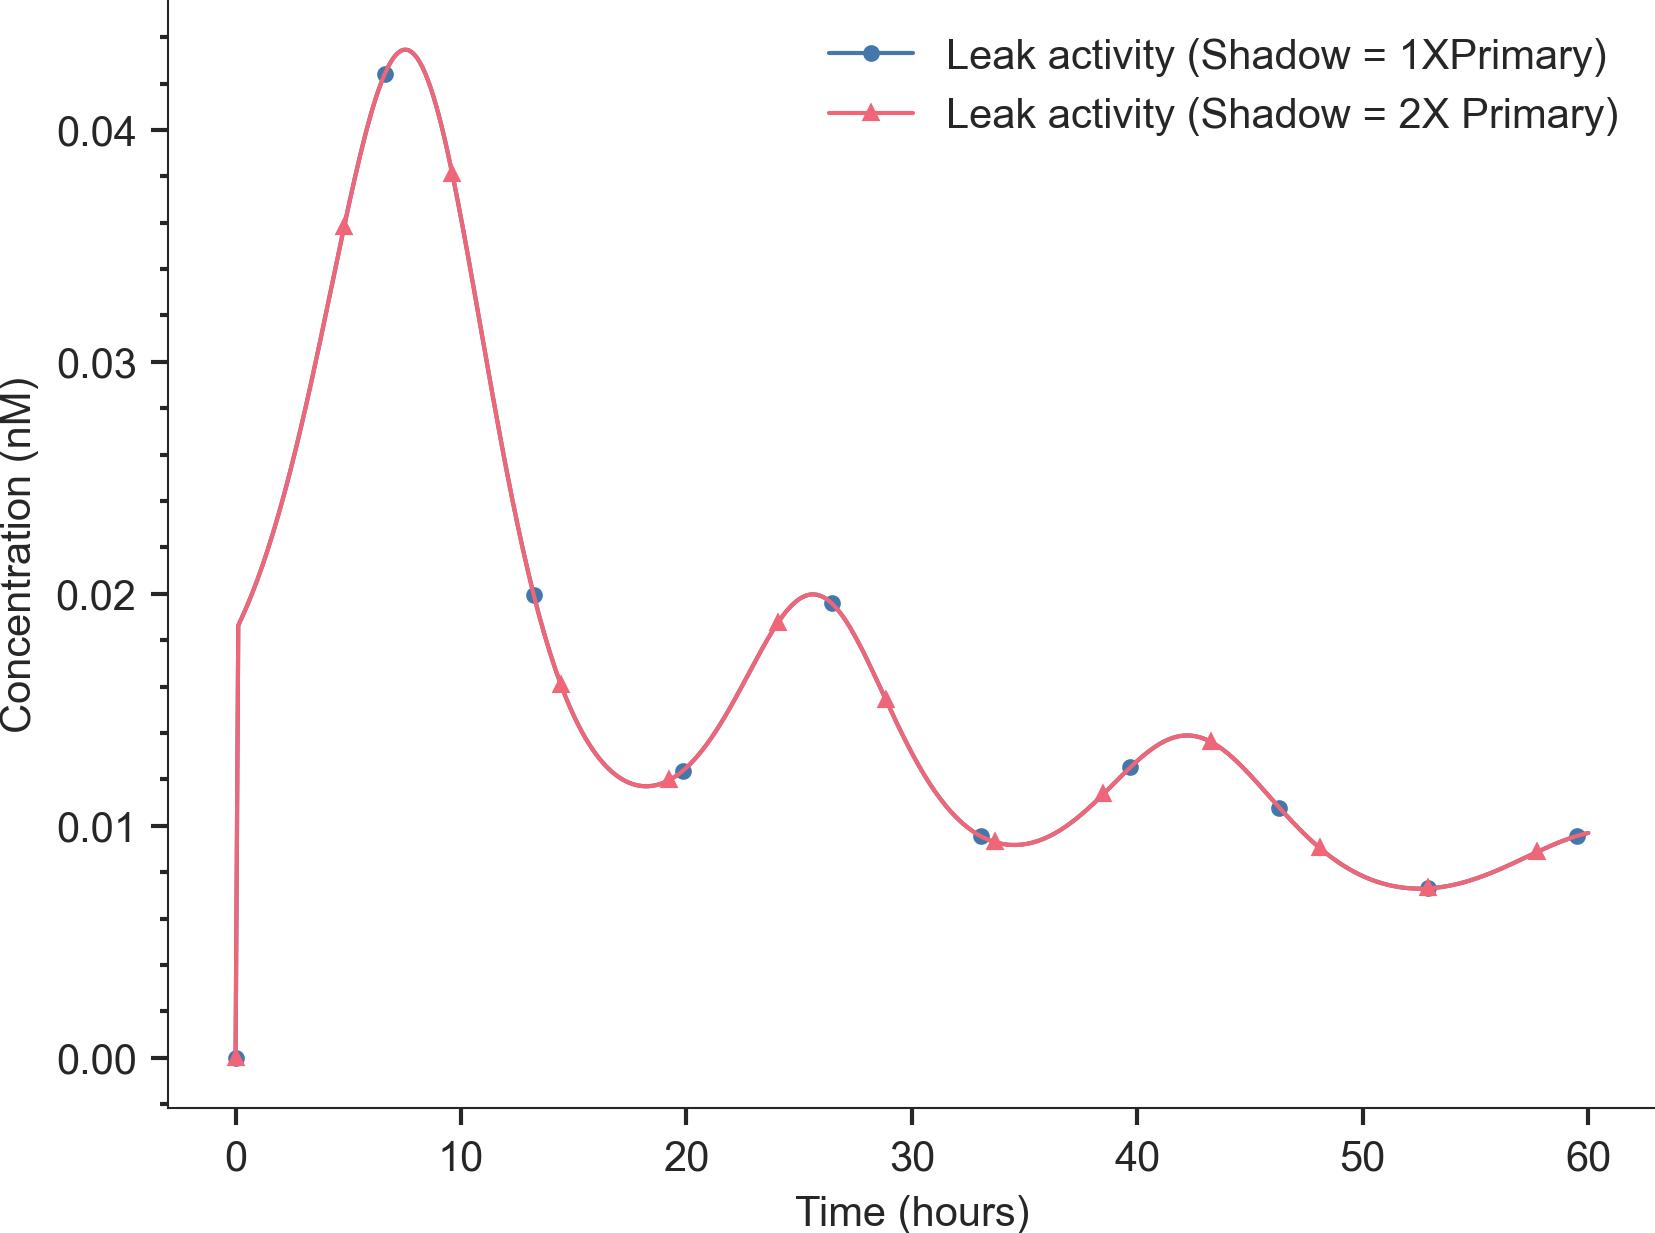 Leak activity (Shadow = 1XPrimary)
Leak activity (Shadow = 2X Primary)
Concentration (nM)
0.04
0.03
0.02
0.01
0.00
0 10 20 30 40 50 60
Time (hours)